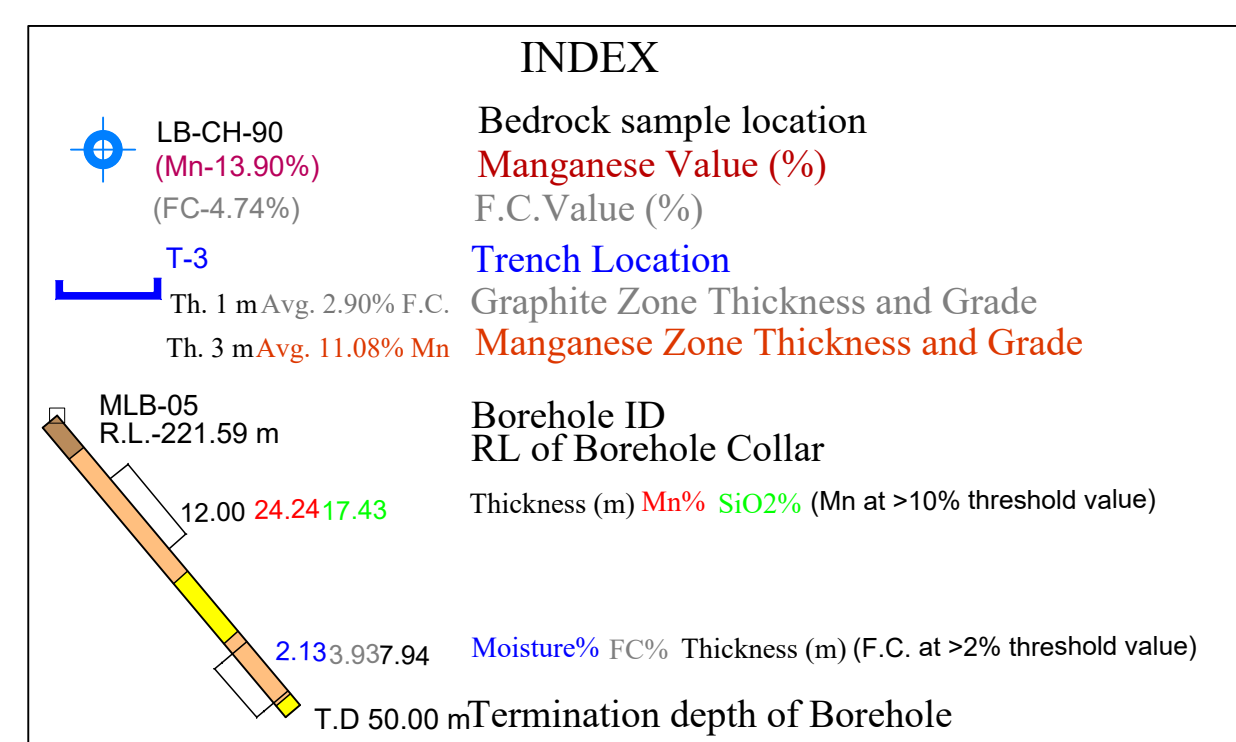 INDEX
LB-CH-90 Bedrock sample location
(Mn-13.90%) Manganese Value (%)
(FC-4.74%) F.C.Value (%)
T-3 Trench Location
Th. 1 m Avg. 2.90% F.C. Graphite Zone Thickness and Grade
Th. 3 m Avg. 11.08% Mn Manganese Zone Thickness and Grade
MLB-05 Borehole ID
R.L.-221.59 m RL of Borehole Collar
12.00 24.24 17.43 Thickness (m) Mn% SiO2% (Mn at >10% threshold value)
2.13 3.93 7.94 Moisture% FC% Thickness (m) (F.C. at >2% threshold value)
T.D 50.00 m Termination depth of Borehole